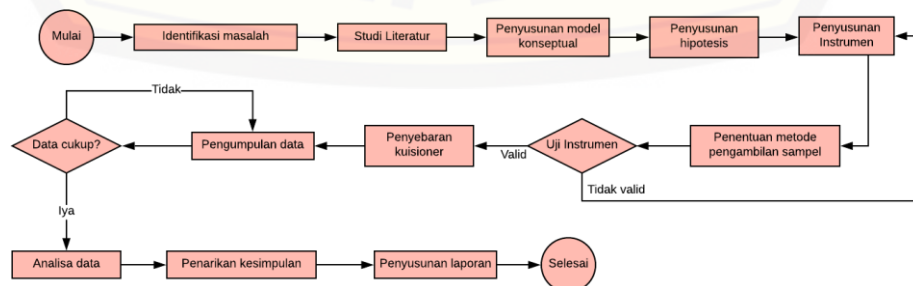 Mulai
Identifikasi masalah
Studi Literatur
Penyusunan model
konseptual
Penyusunan
hipotesis
Penyusunan
Instrumen
Tidak
Data cukup?
Pengumpulan data
Penyebaran
kuisioner
Valid
Uji Instrumen
Penentuan metode
pengambilan sampel
Tidak valid
Iya
Analisa data
Penarikan kesimpulan
Penyusunan laporan
Selesai